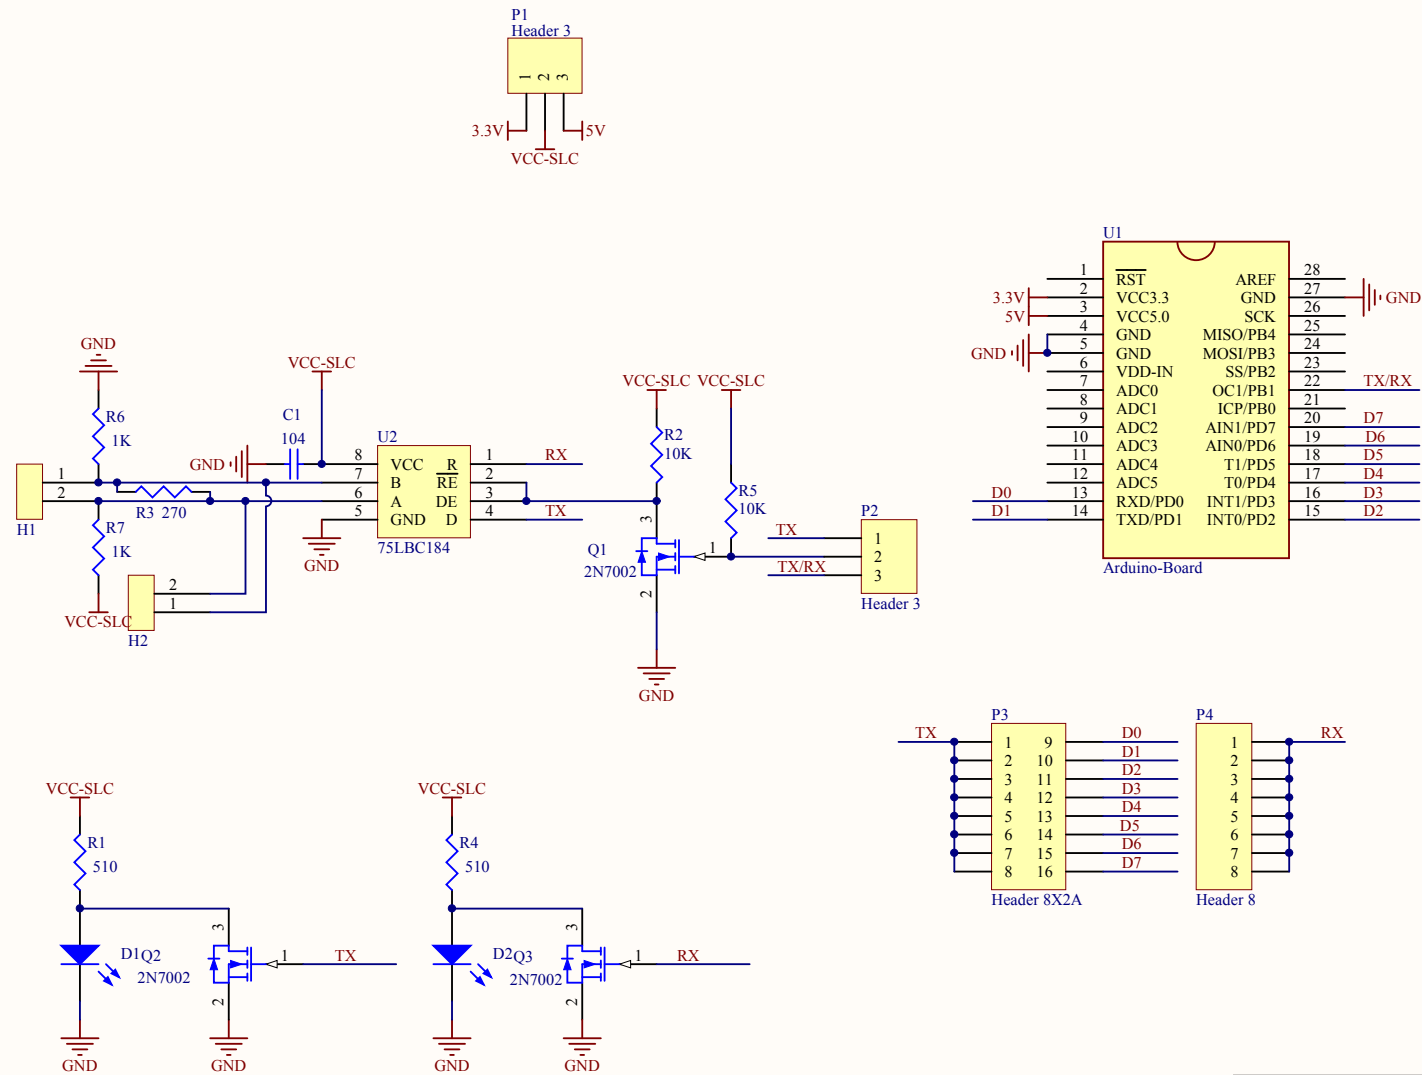 P1
Header 3
1 2 3
3.3V 5V
VCC-SLC
U1
1 RST AREF 28
3.3V 2 VCC3.3 GND 27 GND
5V 3 VCC5.0 SCK 26
4 GND MISO/PB4 25
GND 5 GND MOSI/PB3 24
6 VDD-IN SS/PB2 23
7 ADC0 OC1/PB1 22 TX/RX
8 ADC1 ICP/PB0 21
9 ADC2 AIN1/PD7 20 D7
10 ADC3 AIN0/PD6 19 D6
11 ADC4 T1/PD5 18 D5
12 ADC5 T0/PD4 17 D4
D0 13 RXD/PD0 INT1/PD3 16 D3
D1 14 TXD/PD1 INT0/PD2 15 D2
Arduino-Board
GND
R6
1K
VCC-SLC
C1
104
GND
U2
8 VCC R 1 RX
7 B RE 2
6 A DE 3
5 GND D 4 TX
75LBC184
GND
1
2
H1
R3 270
R7
1K
VCC-SLC
2
1
H2
VCC-SLC VCC-SLC
R2
10K
R5
10K
3
Q1
2N7002
1
2
GND
P2
TX 1
2
TX/RX 3
Header 3
P3
TX 1 9 D0
2 10 D1
3 11 D2
4 12 D3
5 13 D4
6 14 D5
7 15 D6
8 16 D7
Header 8X2A
P4
1 RX
2
3
4
5
6
7
8
Header 8
VCC-SLC
R1
510
D1
Q2
2N7002
3
1 TX
2
GND GND
VCC-SLC
R4
510
D2
Q3
2N7002
3
1 RX
2
GND GND